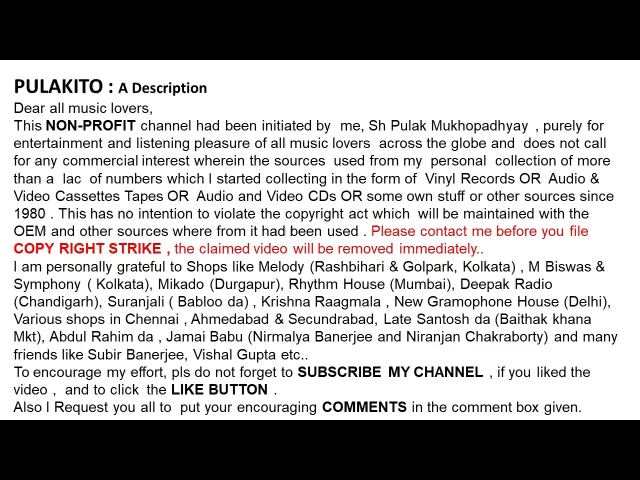 PULAKITO : A Description
Dear all music lovers,
This NON-PROFIT channel had been initiated by me, Sh Pulak Mukhopadhyay , purely for
entertainment and listening pleasure of all music lovers across the globe and does not call
for any commercial interest wherein the sources used from my personal collection of more
than a lac of numbers which I started collecting in the form of Vinyl Records OR Audio &
Video Cassettes Tapes OR Audio and Video CDs OR some own stuff or other sources since
1980 . This has no intention to violate the copyright act which will be maintained with the
OEM and other sources where from it had been used . Please contact me before you file
COPY RIGHT STRIKE , the claimed video will be removed immediately..
I am personally grateful to Shops like Melody (Rashbihari & Golpark, Kolkata) , M Biswas &
Symphony ( Kolkata), Mikado (Durgapur), Rhythm House (Mumbai), Deepak Radio
(Chandigarh), Suranjali ( Babloo da) , Krishna Raagmala , New Gramophone House (Delhi),
Various shops in Chennai , Ahmedabad & Secundrabad, Late Santosh da (Baithak khana
Mkt), Abdul Rahim da , Jamai Babu (Nirmalya Banerjee and Niranjan Chakraborty) and many
friends like Subir Banerjee, Vishal Gupta etc..
To encourage my effort, pls do not forget to SUBSCRIBE MY CHANNEL , if you liked the
video , and to click the LIKE BUTTON .
Also I Request you all to put your encouraging COMMENTS in the comment box given.